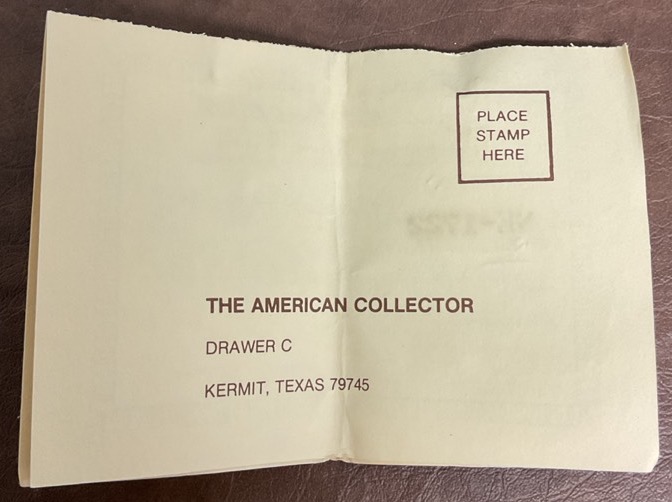 PLACE
STAMP
HERE
THE AMERICAN COLLECTOR
DRAWER C
KERMIT, TEXAS 79745